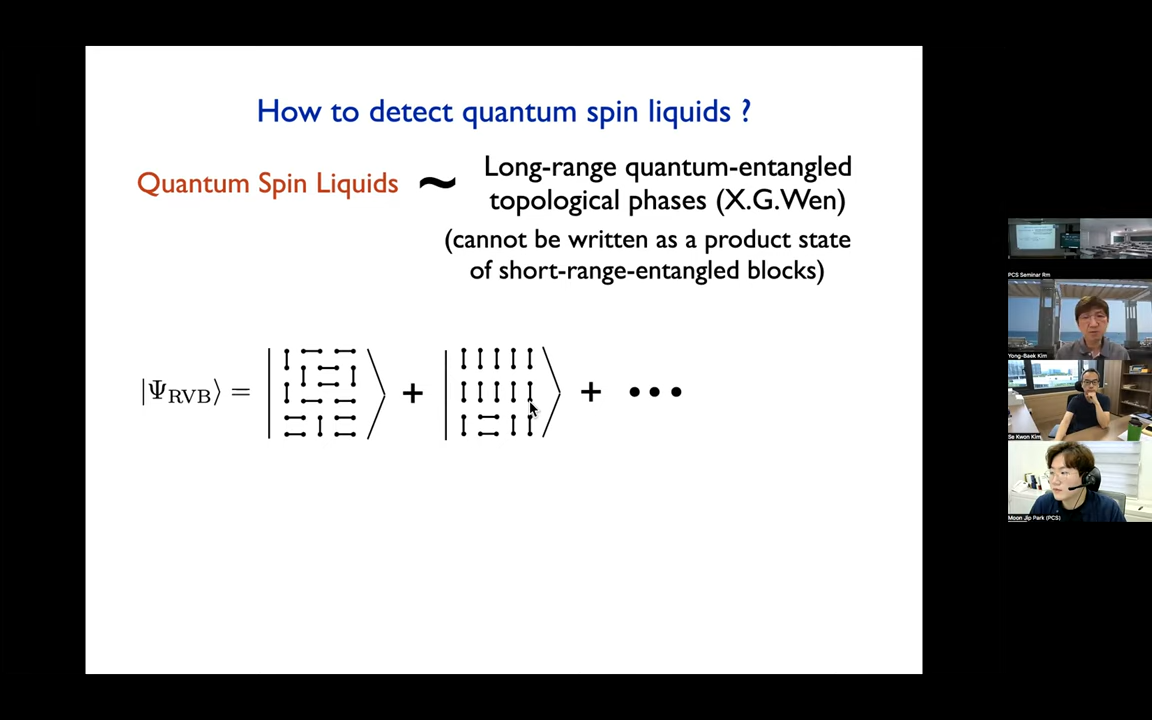 How to detect quantum spin liquids ?
Quantum Spin Liquids ~ Long-range quantum-entangled
topological phases (X.G.Wen)
(cannot be written as a product state
of short-range-entangled blocks)
|Ψ_RVB⟩ = | ⟩ + | ⟩ + •••
PCS Seminar Rm
Yong-Baek Kim
Se Kwon Kim
Moon Jip Park (PCS)